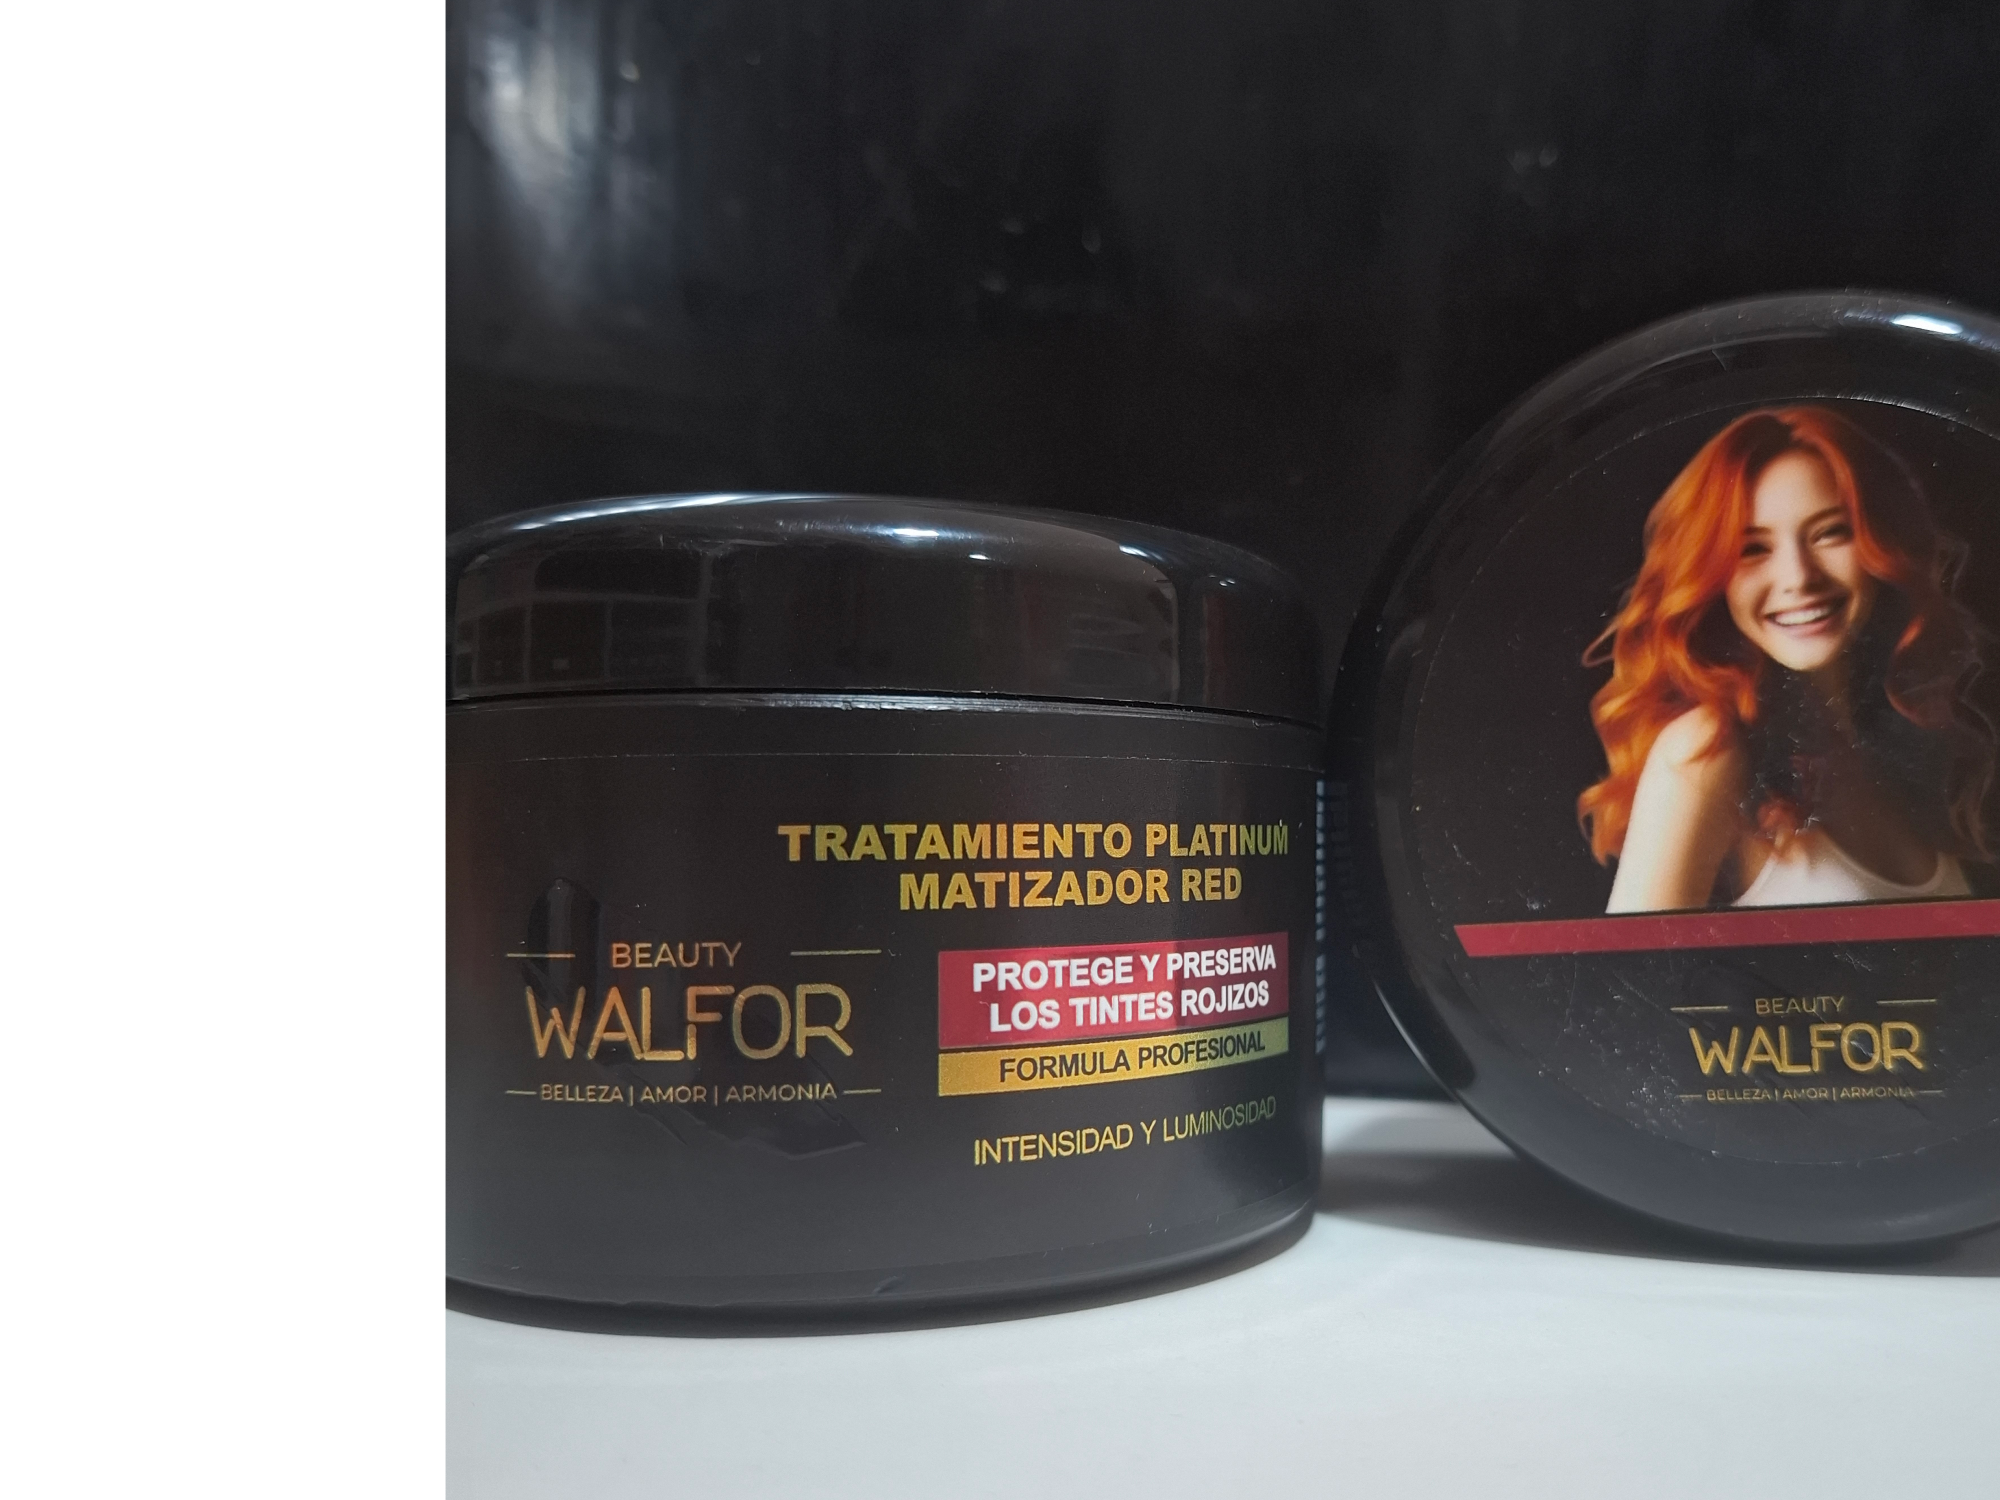 TRATAMIENTO PLATINUM
MATIZADOR RED
BEAUTY
WALFOR
BELLEZA | AMOR | ARMONIA
PROTEGE Y PRESERVA
LOS TINTES ROJIZOS
FORMULA PROFESIONAL
INTENSIDAD Y LUMINOSIDAD
BEAUTY
WALFOR
BELLEZA | AMOR | ARMONIA